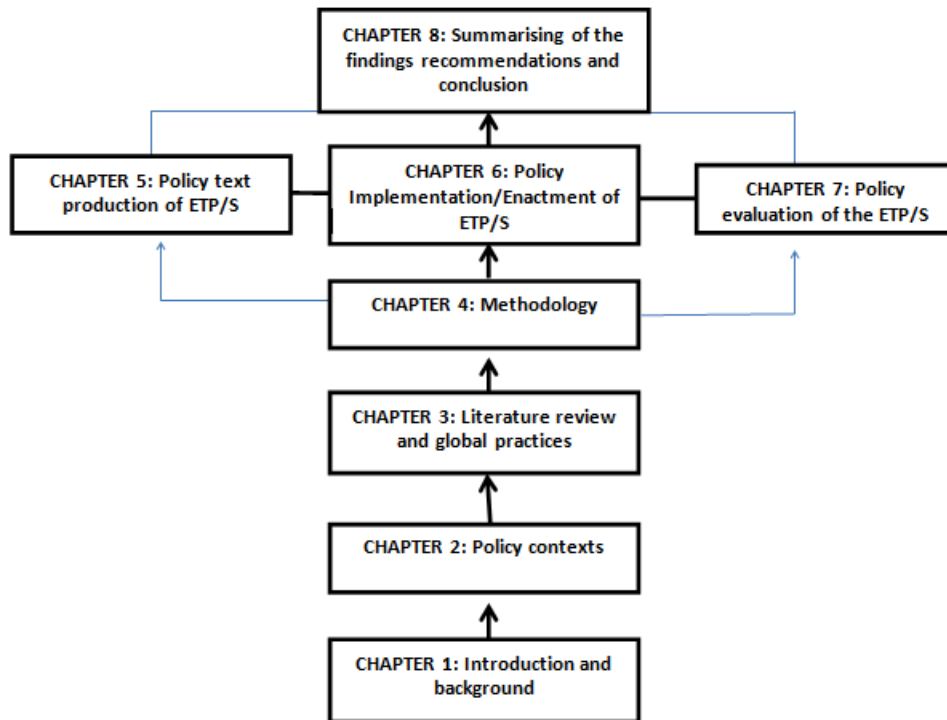 CHAPTER 8: Summarising of the
findings recommendations and
conclusion
CHAPTER 5: Policy text
production of ETP/S
CHAPTER 6: Policy
Implementation/Enactment of
ETP/S
CHAPTER 7: Policy
evaluation of the ETP/S
CHAPTER 4: Methodology
CHAPTER 3: Literature review
and global practices
CHAPTER 2: Policy contexts
CHAPTER 1: Introduction and
background